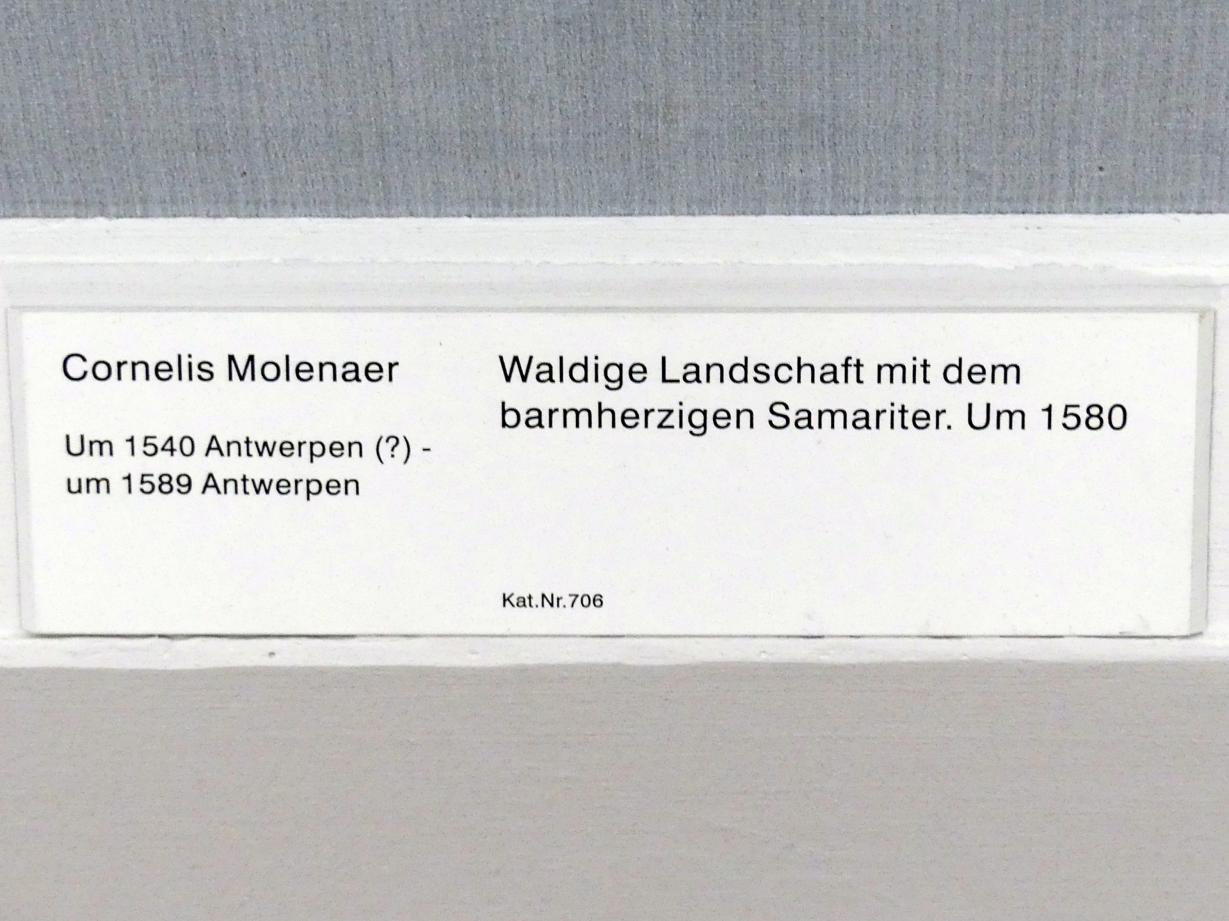 Cornelis Molenaer
Um 1540 Antwerpen (?) -
um 1589 Antwerpen
Waldige Landschaft mit dem
barmherzigen Samariter. Um 1580
Kat.Nr.706